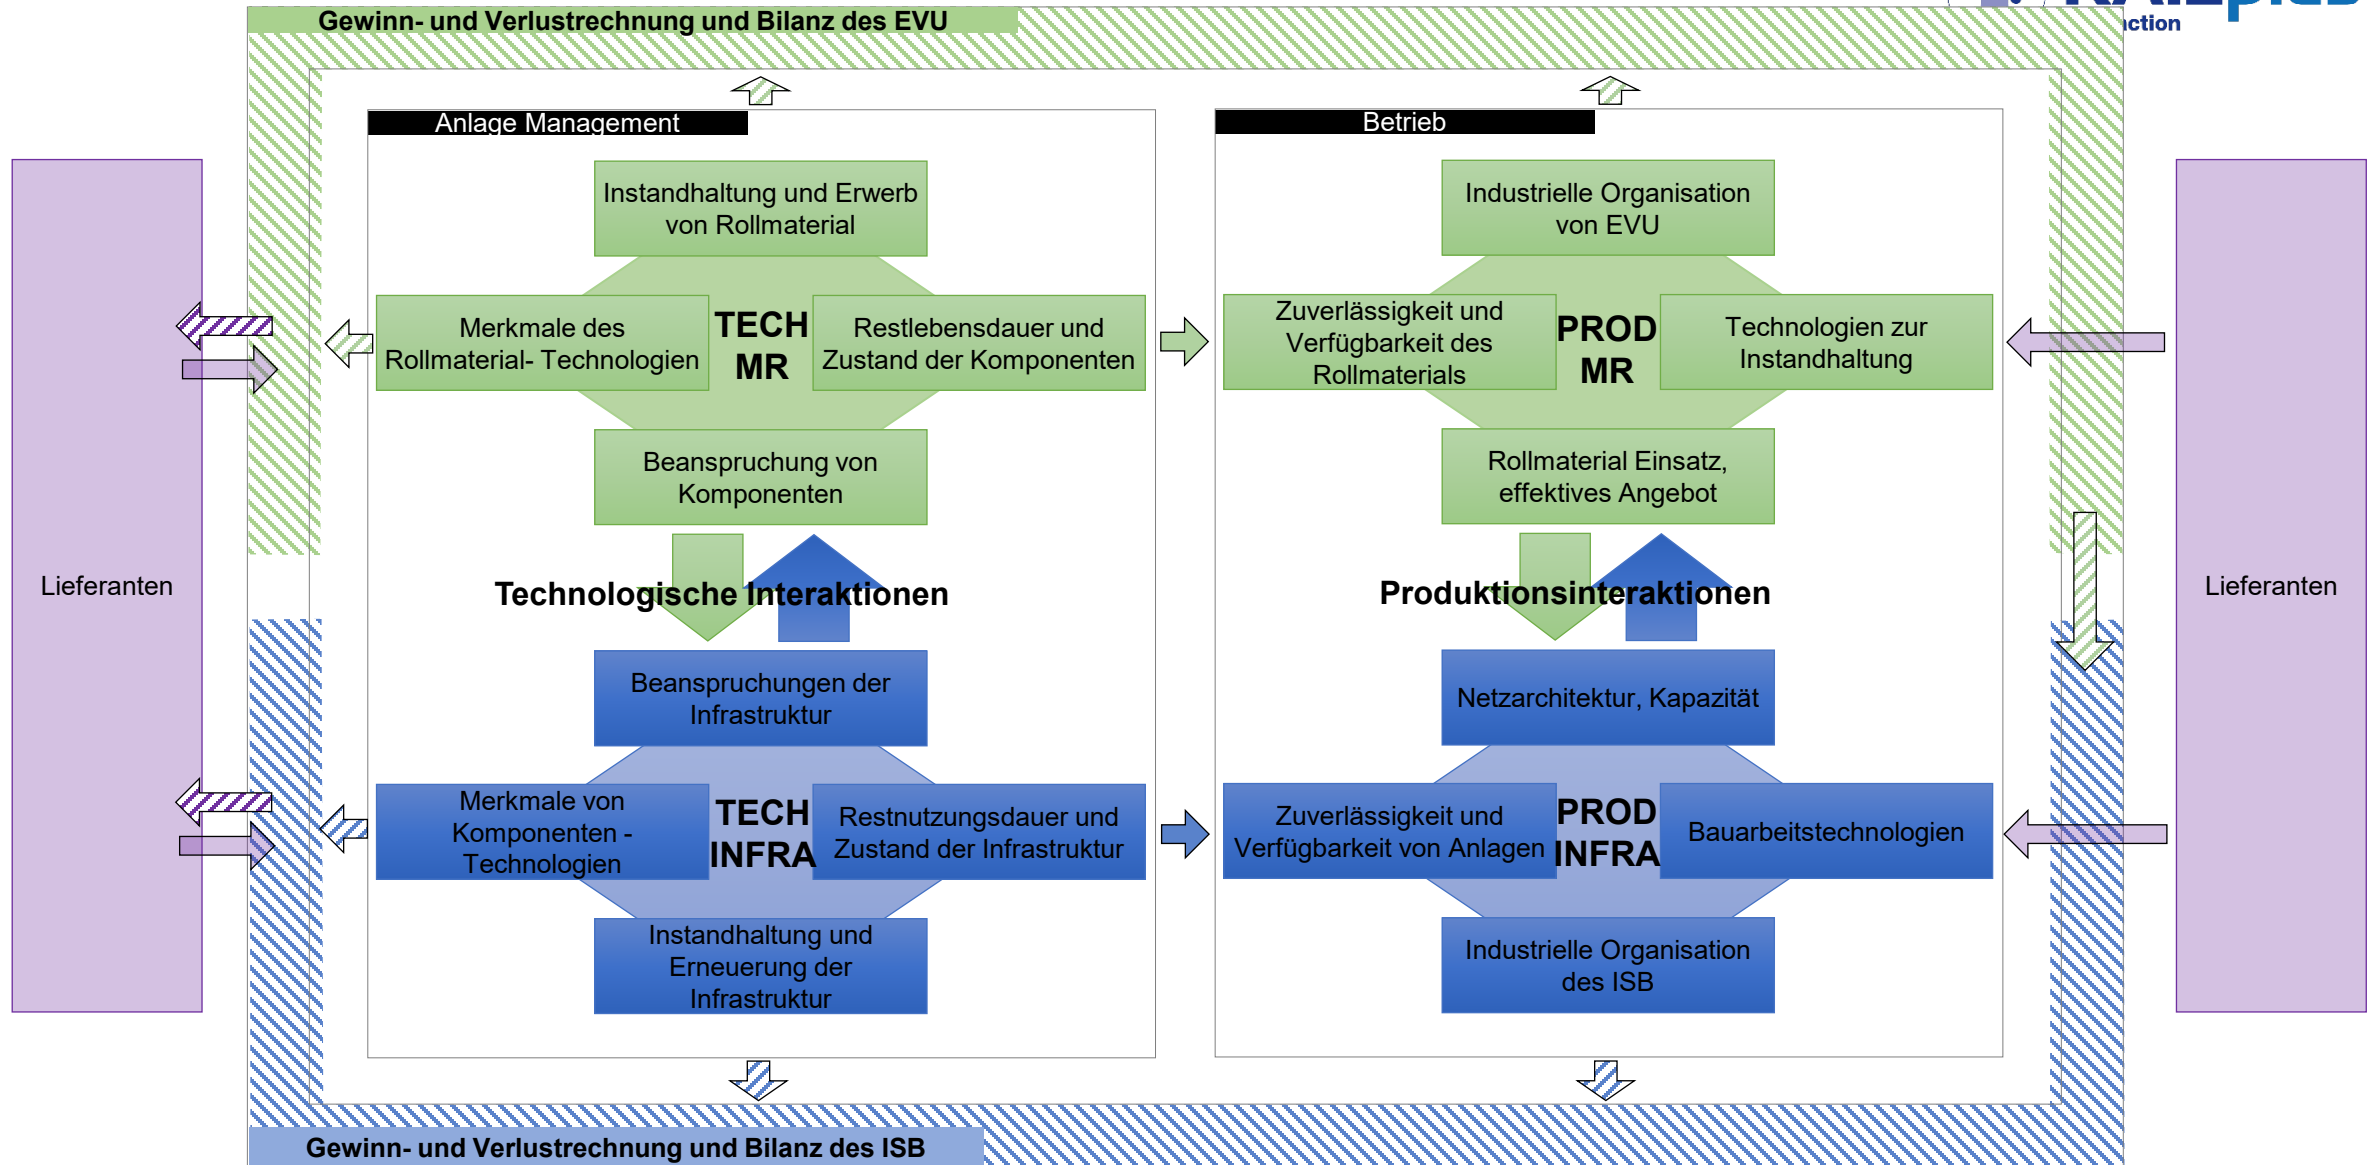 Gewinn- und Verlustrechnung und Bilanz des EVU
plus
Anlage Management
Betrieb
Instandhaltung und Erwerb
von Rollmaterial
Merkmale des
Rollmaterial- Technologien
TECH
MR
Restlebensdauer und
Zustand der Komponenten
Beanspruchung von
Komponenten
Industrielle Organisation
von EVU
Zuverlässigkeit und
Verfügbarkeit des
Rollmaterials
PROD
MR
Technologien zur
Instandhaltung
Rollmaterial Einsatz,
effektives Angebot
Lieferanten
Technologische Interaktionen
Produktionsinteraktionen
Lieferanten
Beanspruchungen der
Infrastruktur
Merkmale von
Komponenten -
Technologien
TECH
INFRA
Restnutzungsdauer und
Zustand der Infrastruktur
Instandhaltung und
Erneuerung der
Infrastruktur
Netzarchitektur, Kapazität
Zuverlässigkeit und
Verfügbarkeit von Anlagen
PROD
INFRA
Bauarbeitstechnologien
Industrielle Organisation
des ISB
Gewinn- und Verlustrechnung und Bilanz des ISB